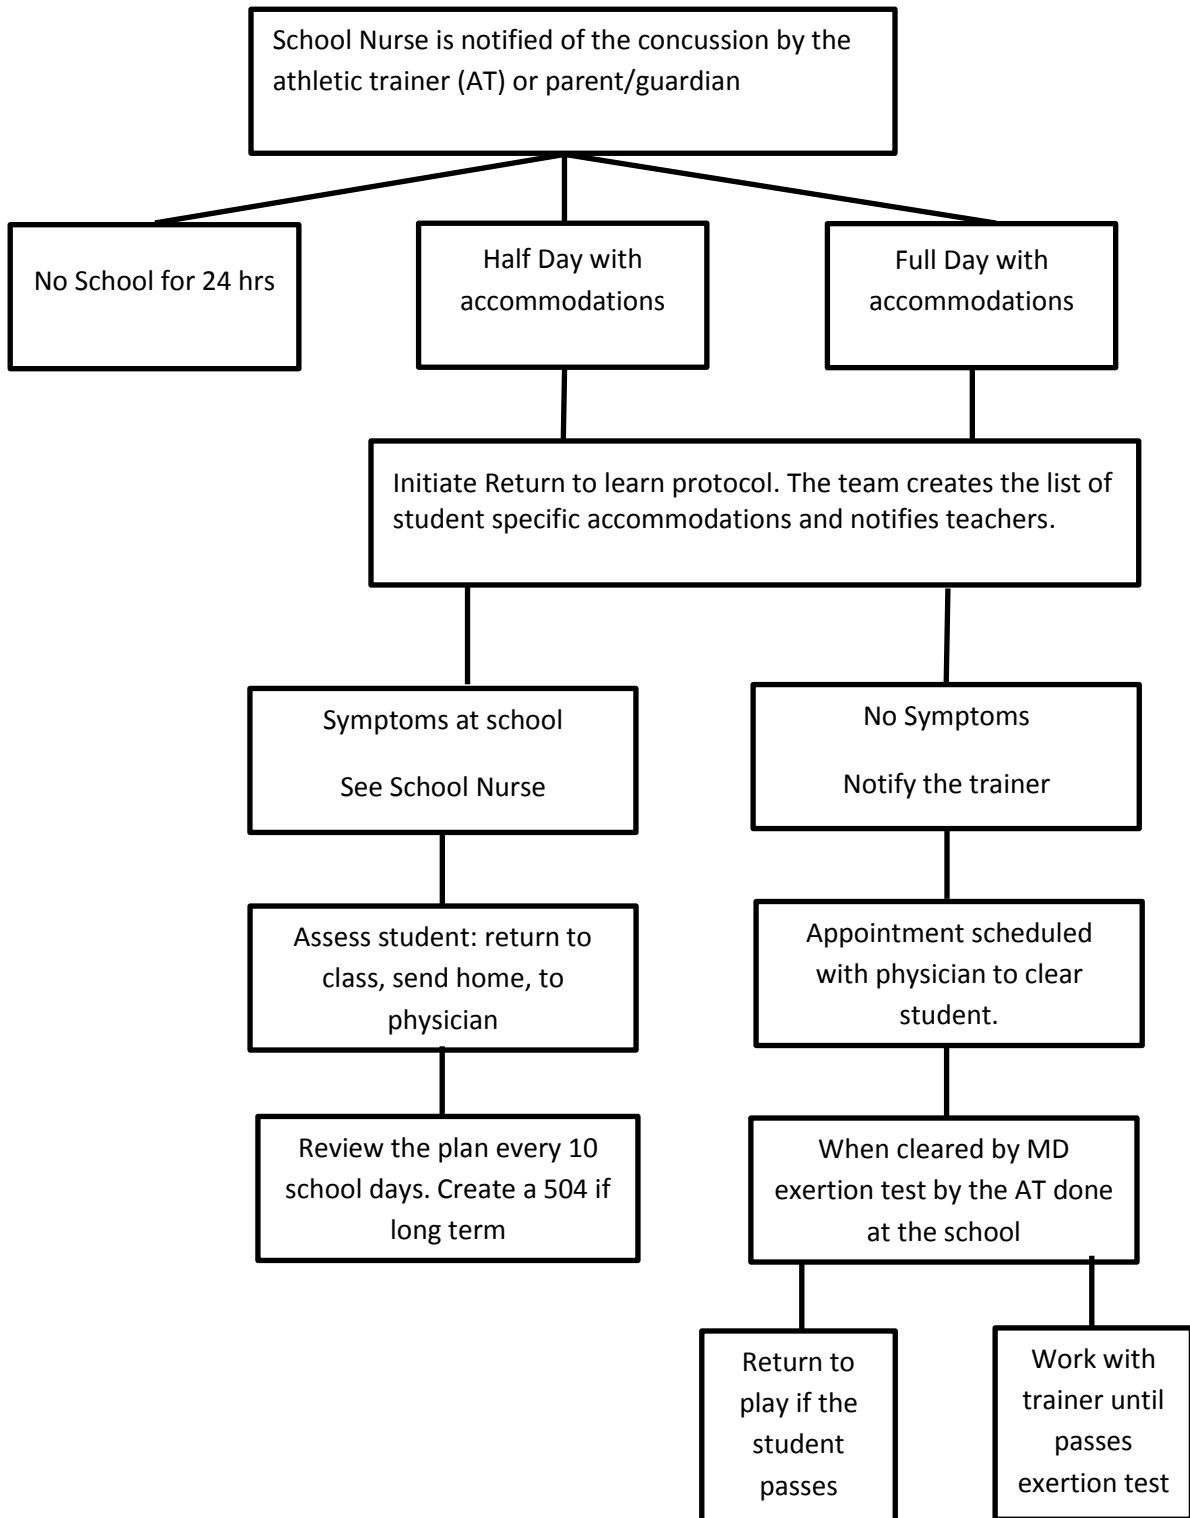 School Nurse is notified of the concussion by the
athletic trainer (AT) or parent/guardian
No School for 24 hrs
Half Day with
accommodations
Full Day with
accommodations
Initiate Return to learn protocol. The team creates the list of
student specific accommodations and notifies teachers.
Symptoms at school
See School Nurse
No Symptoms
Notify the trainer
Assess student: return to
class, send home, to
physician
Appointment scheduled
with physician to clear
student.
Review the plan every 10
school days. Create a 504 if
long term
When cleared by MD
exertion test by the AT done
at the school
Return to
play if the
student
passes
Work with
trainer until
passes
exertion test